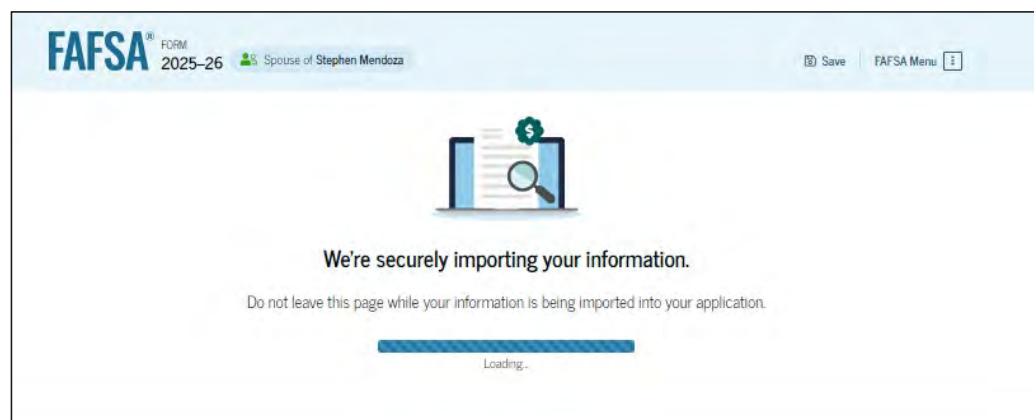 FAFSA® FORM 2025–26 Spouse of Stephen Mendoza Save FAFSA Menu
$
We're securely importing your information.
Do not leave this page while your information is being imported into your application.
Loading...